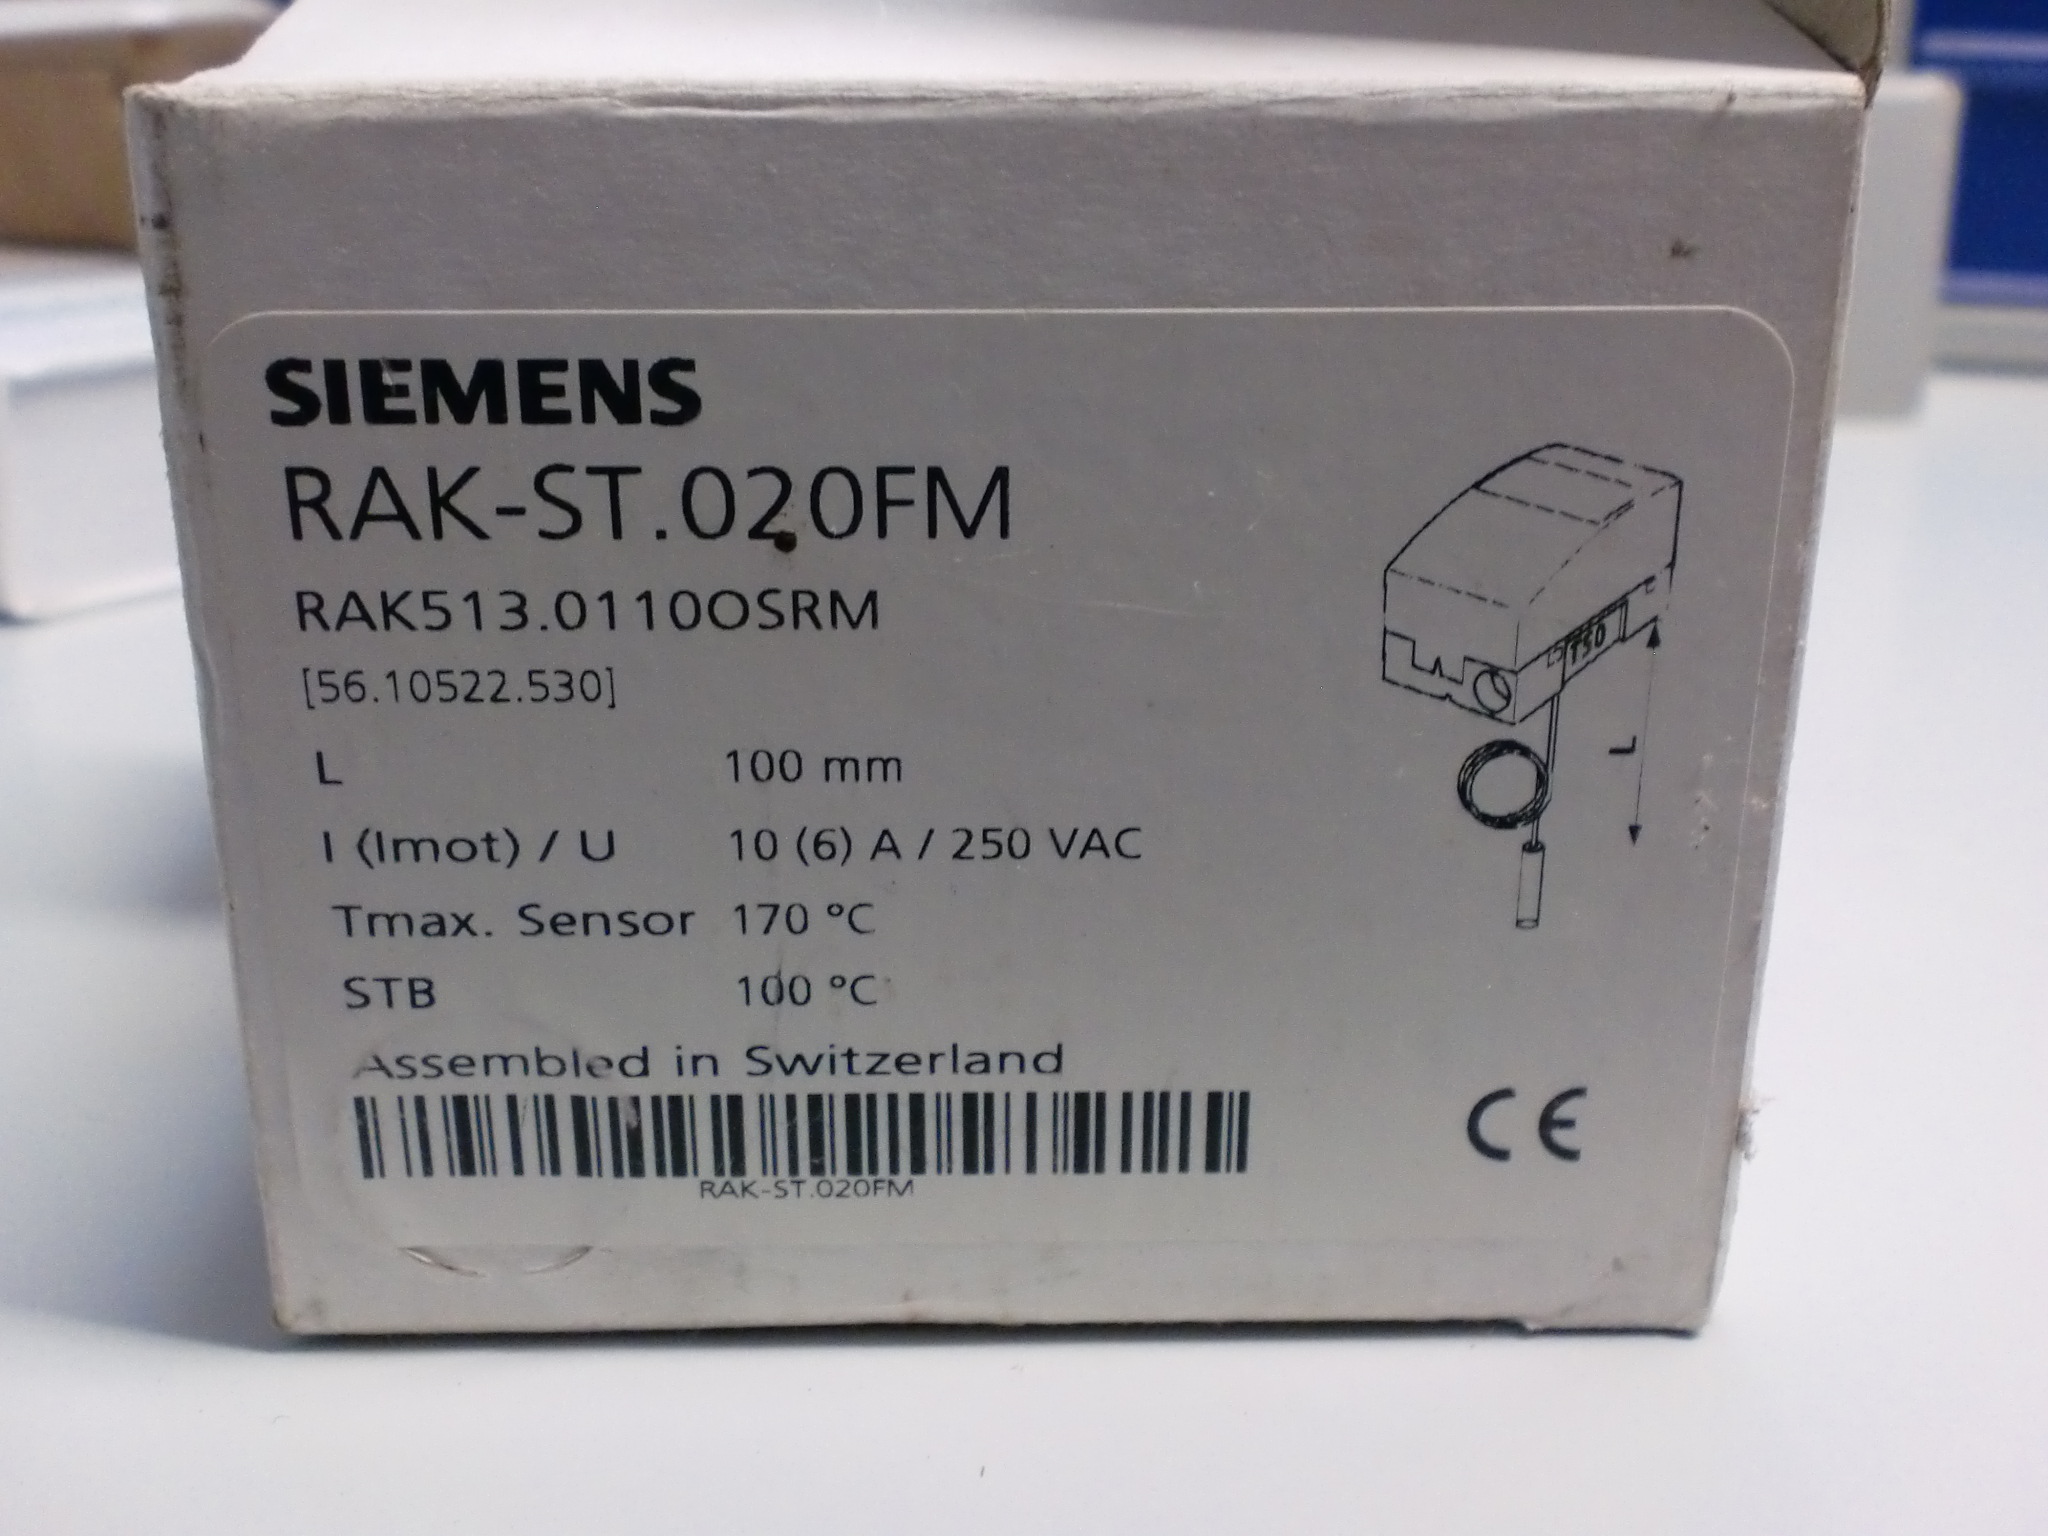 SIEMENS
RAK-ST.020FM
RAK513.0110OSRM
[56.10522.530]
L 100 mm
I (Imot) / U 10 (6) A / 250 VAC
Tmax. Sensor 170 °C
STB 100 °C
Assembled in Switzerland
RAK-ST.020FM
TSO
L
CE